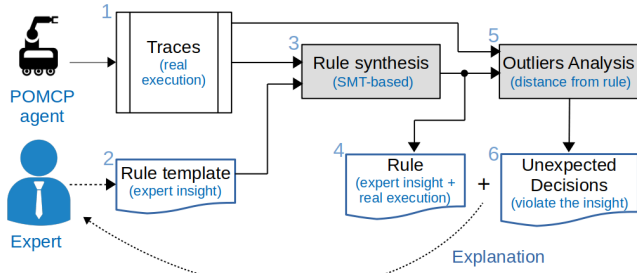 1
Traces
(real
execution)
POMCP
agent
2
Rule template
(expert insight)
Expert
3
Rule synthesis
(SMT-based)
5
Outliers Analysis
(distance from rule)
4
Rule
(expert insight +
real execution)
+
6
Unexpected
Decisions
(violate the insight)
Explanation